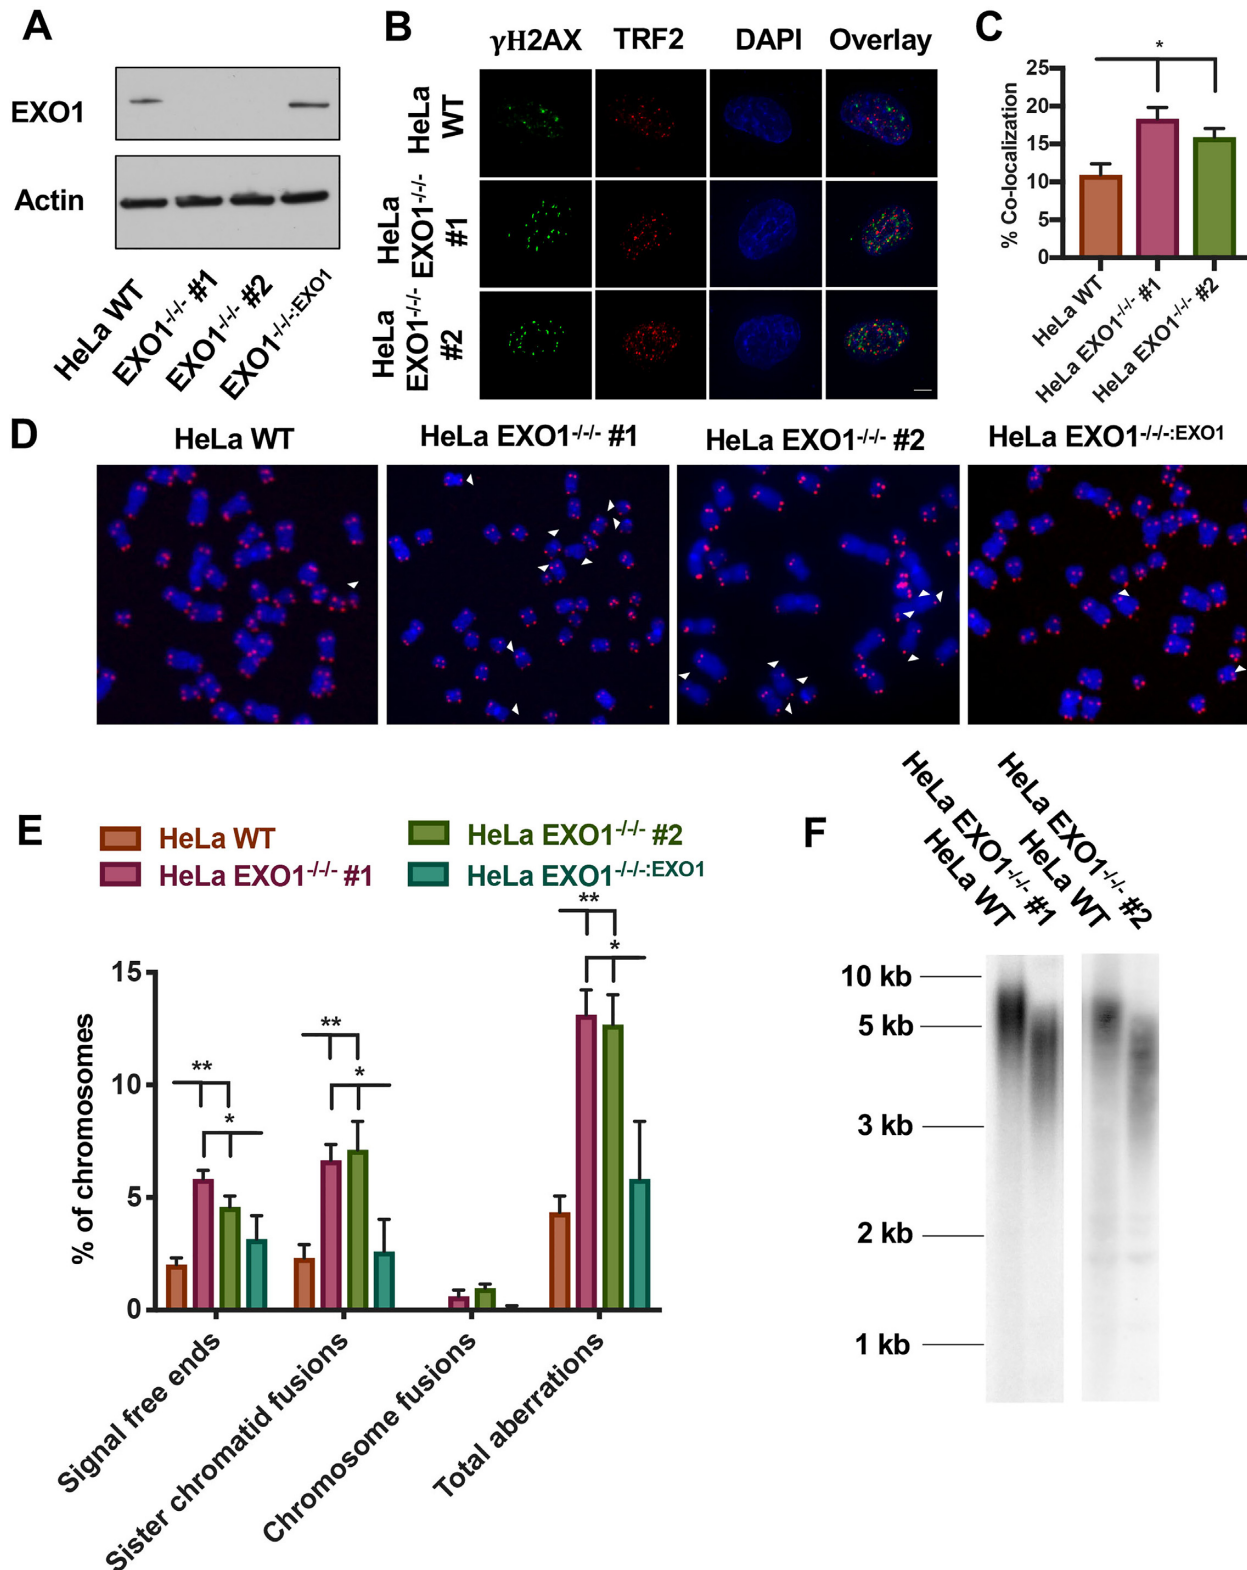 A
EXO1
Actin
HeLa WT
EXO1-/-/- #1
EXO1-/-/- #2
EXO1-/-/-:EXO1
B
γH2AX
TRF2
DAPI
Overlay
HeLa
WT
HeLa
EXO1-/-/-
#1
HeLa
EXO1-/-/-
#2
C
*
% Co-localization
25
20
15
10
5
0
HeLa WT
HeLa EXO1-/-/- #1
HeLa EXO1-/-/- #2
D
HeLa WT
HeLa EXO1-/-/- #1
HeLa EXO1-/-/- #2
HeLa EXO1-/-/-:EXO1
E
HeLa WT
HeLa EXO1-/-/- #1
HeLa EXO1-/-/- #2
HeLa EXO1-/-/-:EXO1
% of chromosomes
15
10
5
0
**
*
**
*
**
*
Signal free ends
Sister chromatid fusions
Chromosome fusions
Total aberrations
F
HeLa WT
HeLa EXO1-/-/- #1
HeLa WT
HeLa EXO1-/-/- #2
10 kb
5 kb
3 kb
2 kb
1 kb